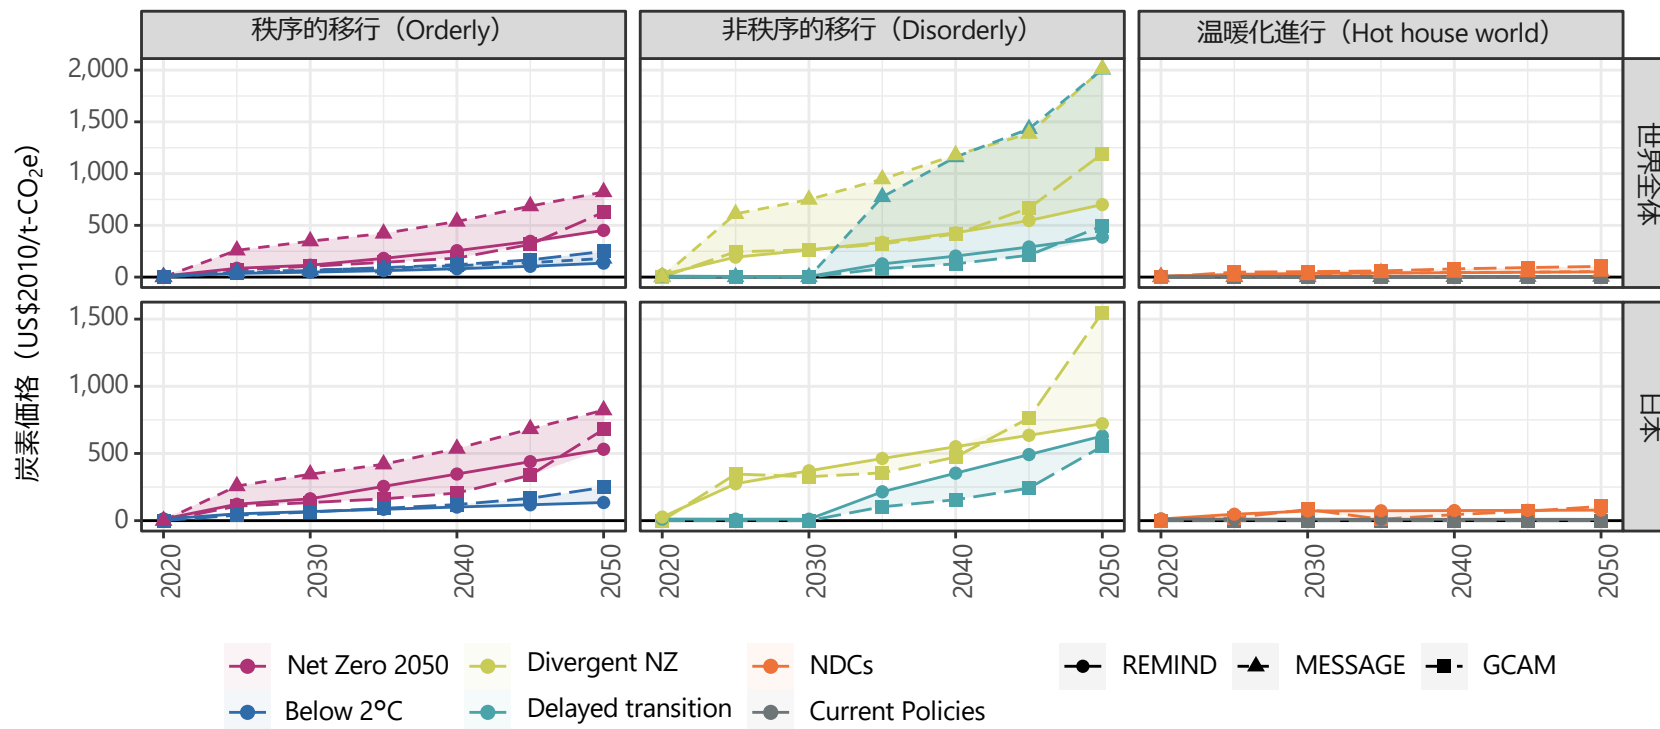 秩序的移行（Orderly）
非秩序的移行（Disorderly）
温暖化進行（Hot house world）
炭素価格（US$2010/t-CO₂e）
2,000
1,500
1,000
500
0
世界全体
1,500
1,000
500
0
日本
2020 2030 2040 2050
2020 2030 2040 2050
2020 2030 2040 2050
Net Zero 2050 Divergent NZ NDCs REMIND MESSAGE GCAM
Below 2°C Delayed transition Current Policies